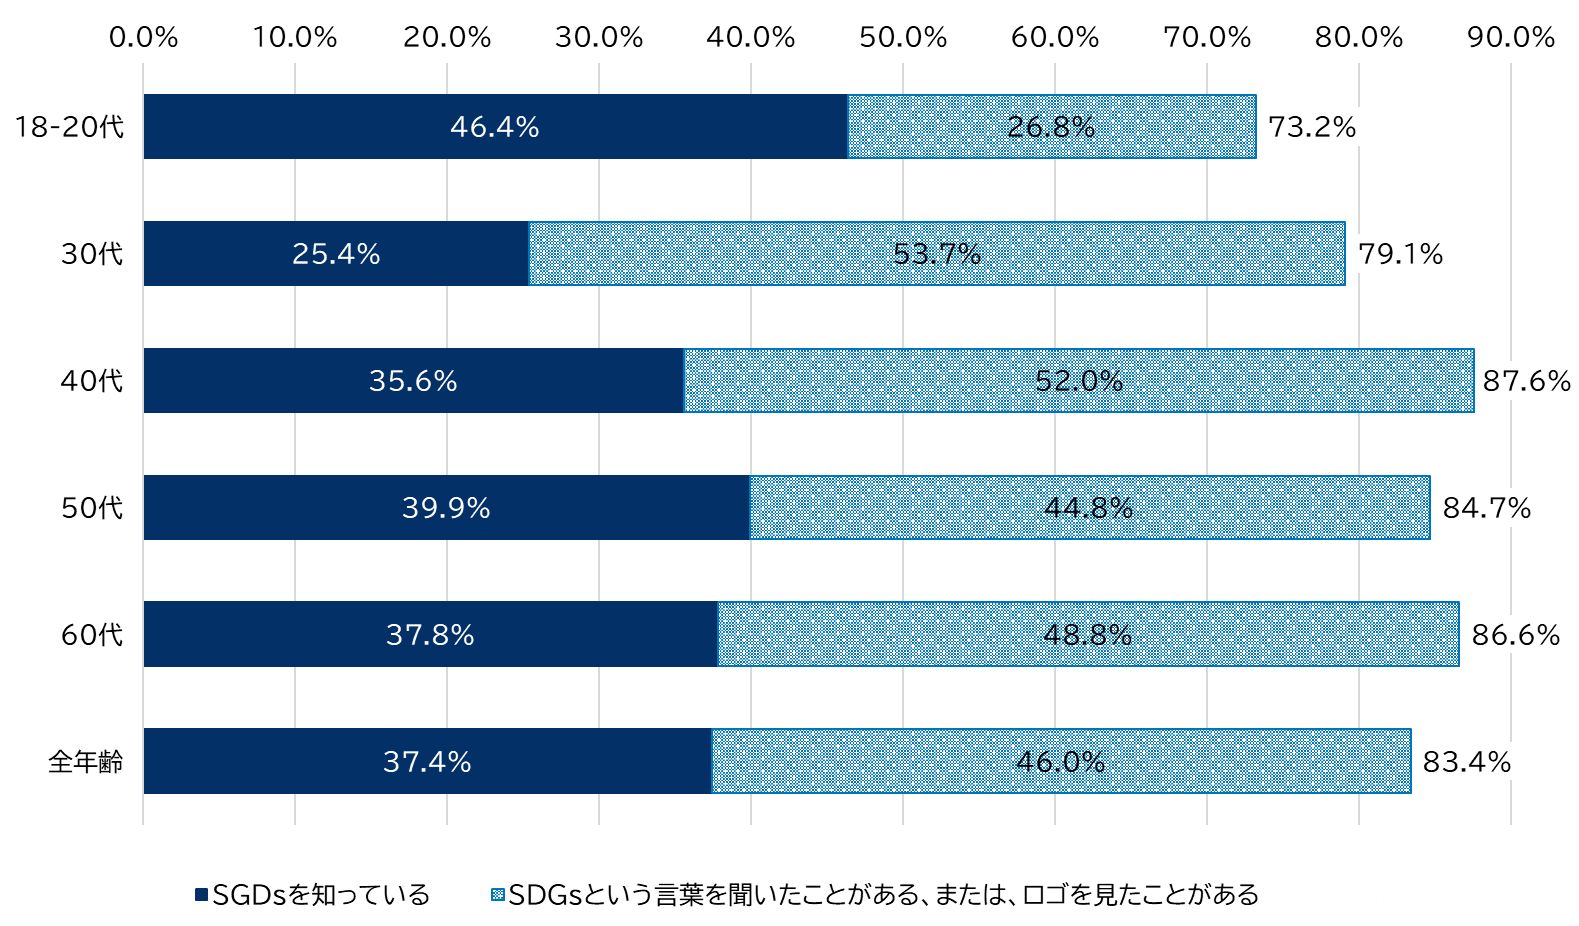 0.0% 10.0% 20.0% 30.0% 40.0% 50.0% 60.0% 70.0% 80.0% 90.0%
18-20代 46.4% 26.8% 73.2%
30代 25.4% 53.7% 79.1%
40代 35.6% 52.0% 87.6%
50代 39.9% 44.8% 84.7%
60代 37.8% 48.8% 86.6%
全年齢 37.4% 46.0% 83.4%
SGDsを知っている SDGsという言葉を聞いたことがある、または、ロゴを見たことがある